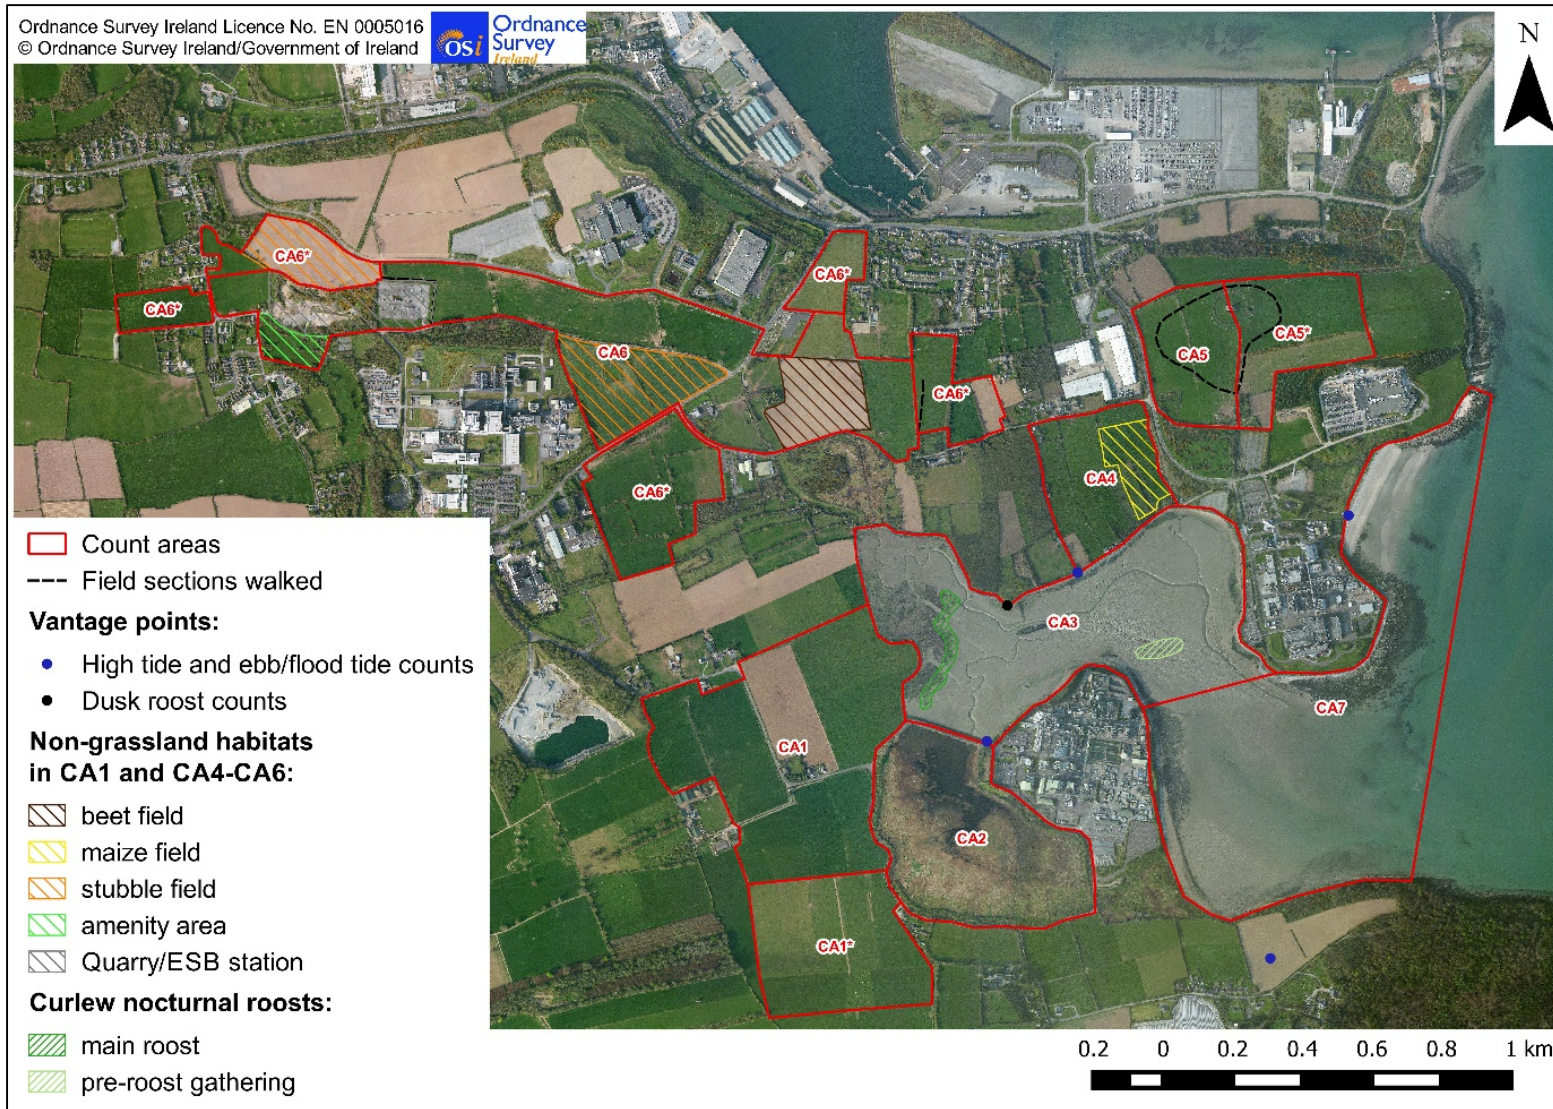 Ordnance Survey Ireland Licence No. EN 0005016
© Ordnance Survey Ireland/Government of Ireland
OSi
Ordnance
Survey
Ireland
N
CA6*
CA6*
CA6*
CA6
CA6*
CA6*
CA5
CA5*
CA4
CA3
CA7
CA1
CA2
CA1*
Count areas
Field sections walked
Vantage points:
High tide and ebb/flood tide counts
Dusk roost counts
Non-grassland habitats
in CA1 and CA4-CA6:
beet field
maize field
stubble field
amenity area
Quarry/ESB station
Curlew nocturnal roosts:
main roost
pre-roost gathering
0.2 0 0.2 0.4 0.6 0.8 1 km